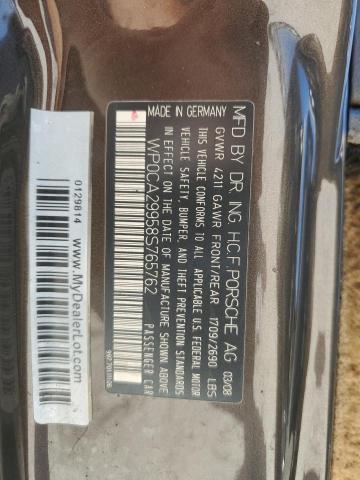 MADE IN GERMANY
MFD BY DR. ING. H.C.F. PORSCHE AG 03/08
GVWR 4211 GAWR FRONT/REAR 1709/2690 LBS
THIS VEHICLE CONFORMS TO ALL APPLICABLE U.S. FEDERAL MOTOR
VEHICLE SAFETY, BUMPER, AND THEFT PREVENTION STANDARDS
IN EFFECT ON THE DATE OF MANUFACTURE SHOWN ABOVE
WP0CA29958S765762 PASSENGER CAR
www.MyDealerLot.com
0129814